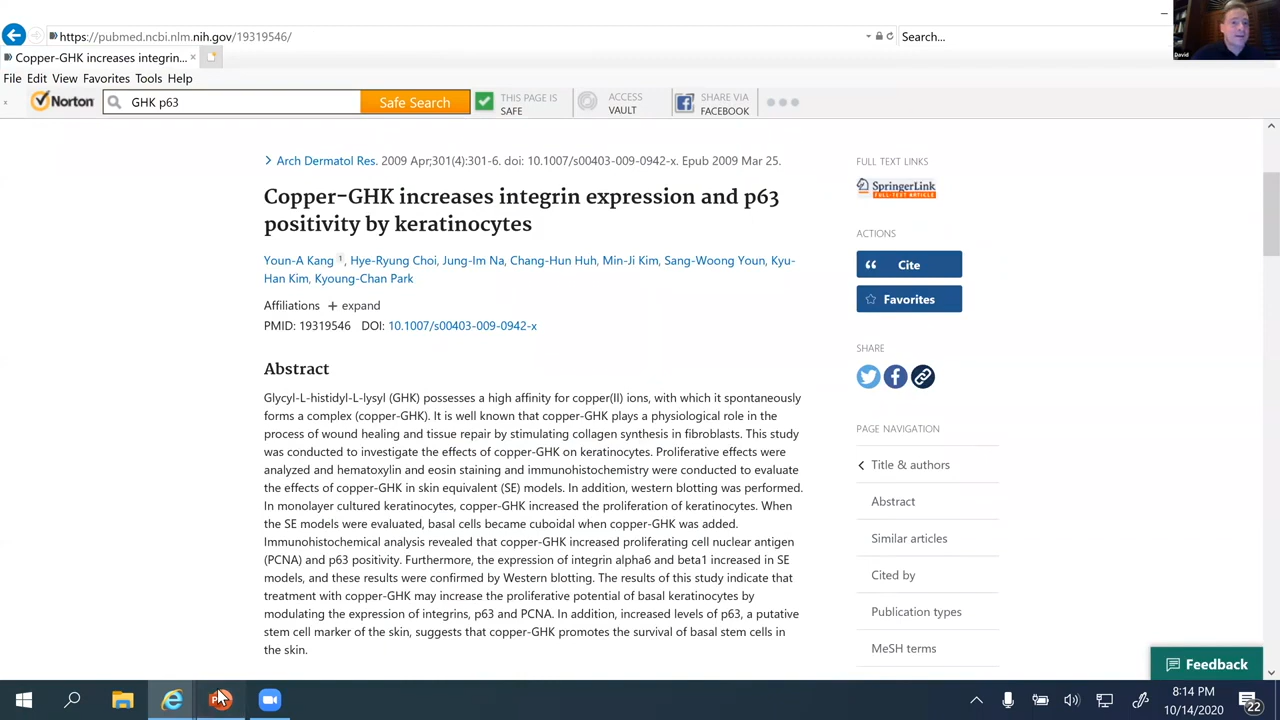 https://pubmed.ncbi.nlm.nih.gov/19319546/
Search...
David
Copper-GHK increases integrin... ×
File Edit View Favorites Tools Help
x
Norton
GHK p63
Safe Search
THIS PAGE IS
SAFE
ACCESS
VAULT
SHARE VIA
FACEBOOK
Arch Dermatol Res. 2009 Apr;301(4):301-6. doi: 10.1007/s00403-009-0942-x. Epub 2009 Mar 25.
Copper-GHK increases integrin expression and p63
positivity by keratinocytes
Youn-A Kang 1, Hye-Ryung Choi, Jung-Im Na, Chang-Hun Huh, Min-Ji Kim, Sang-Woong Youn, Kyu-
Han Kim, Kyoung-Chan Park
Affiliations + expand
PMID: 19319546 DOI: 10.1007/s00403-009-0942-x
Abstract
Glycyl-L-histidyl-L-lysyl (GHK) possesses a high affinity for copper(II) ions, with which it spontaneously
forms a complex (copper-GHK). It is well known that copper-GHK plays a physiological role in the
process of wound healing and tissue repair by stimulating collagen synthesis in fibroblasts. This study
was conducted to investigate the effects of copper-GHK on keratinocytes. Proliferative effects were
analyzed and hematoxylin and eosin staining and immunohistochemistry were conducted to evaluate
the effects of copper-GHK in skin equivalent (SE) models. In addition, western blotting was performed.
In monolayer cultured keratinocytes, copper-GHK increased the proliferation of keratinocytes. When
the SE models were evaluated, basal cells became cuboidal when copper-GHK was added.
Immunohistochemical analysis revealed that copper-GHK increased proliferating cell nuclear antigen
(PCNA) and p63 positivity. Furthermore, the expression of integrin alpha6 and beta1 increased in SE
models, and these results were confirmed by Western blotting. The results of this study indicate that
treatment with copper-GHK may increase the proliferative potential of basal keratinocytes by
modulating the expression of integrins, p63 and PCNA. In addition, increased levels of p63, a putative
stem cell marker of the skin, suggests that copper-GHK promotes the survival of basal stem cells in
the skin.
FULL TEXT LINKS
SpringerLink
FULL-TEXT ARTICLE
ACTIONS
Cite
Favorites
SHARE
PAGE NAVIGATION
Title & authors
Abstract
Similar articles
Cited by
Publication types
MeSH terms
Feedback
8:14 PM
10/14/2020
22